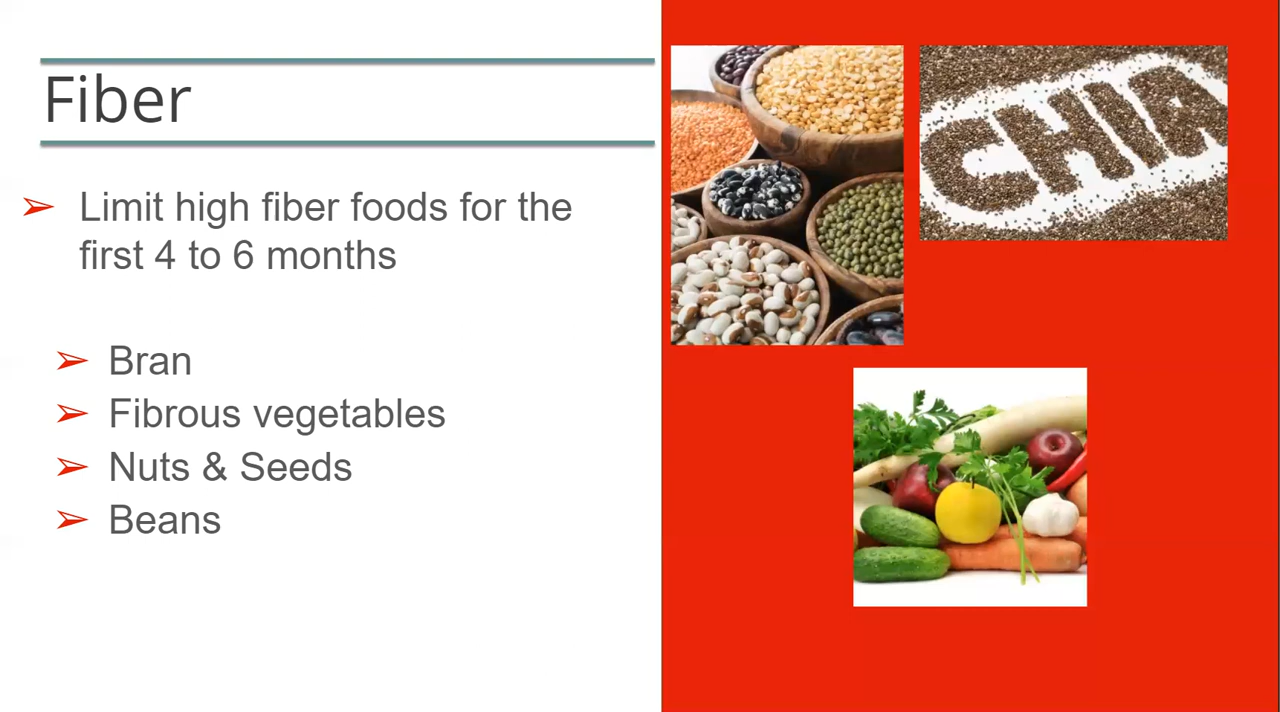 Fiber
➢ Limit high fiber foods for the
first 4 to 6 months
➢ Bran
➢ Fibrous vegetables
➢ Nuts & Seeds
➢ Beans
CHIA